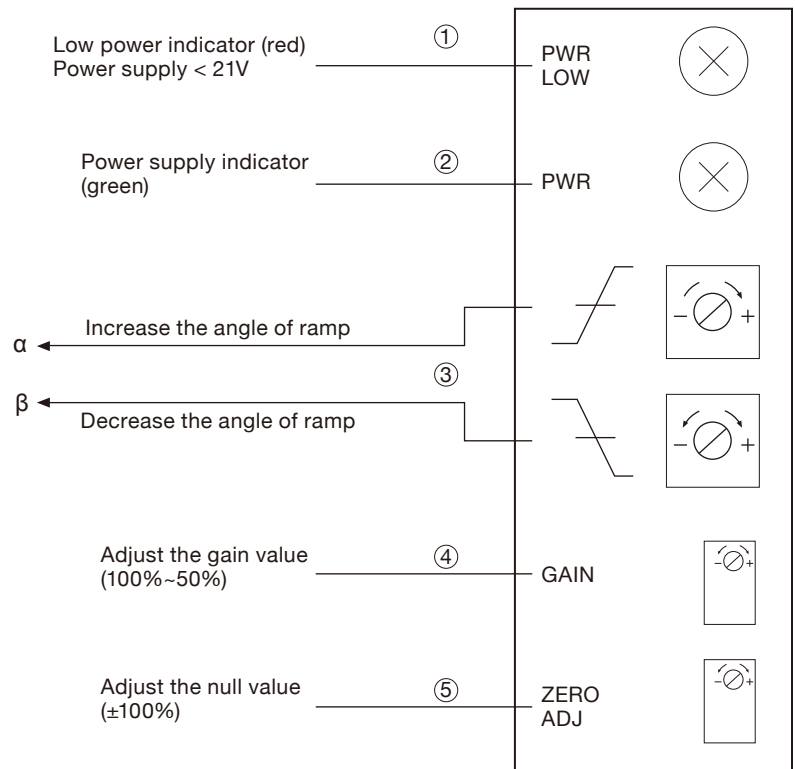 Low power indicator (red)
Power supply < 21V
①
PWR
LOW
Power supply indicator
(green)
②
PWR
Increase the angle of ramp
α
- +
③
β
Decrease the angle of ramp
- +
Adjust the gain value
(100%~50%)
④
GAIN
- +
Adjust the null value
(±100%)
⑤
ZERO
ADJ
- +